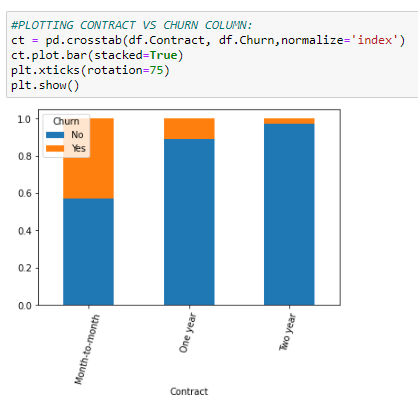 #PLOTTING CONTRACT VS CHURN COLUMN:
ct = pd.crosstab(df.Contract, df.Churn,normalize='index')
ct.plot.bar(stacked=True)
plt.xticks(rotation=75)
plt.show()
1.0
0.8
0.6
0.4
0.2
0.0
Churn
No
Yes
Month-to-month
One year
Two year
Contract